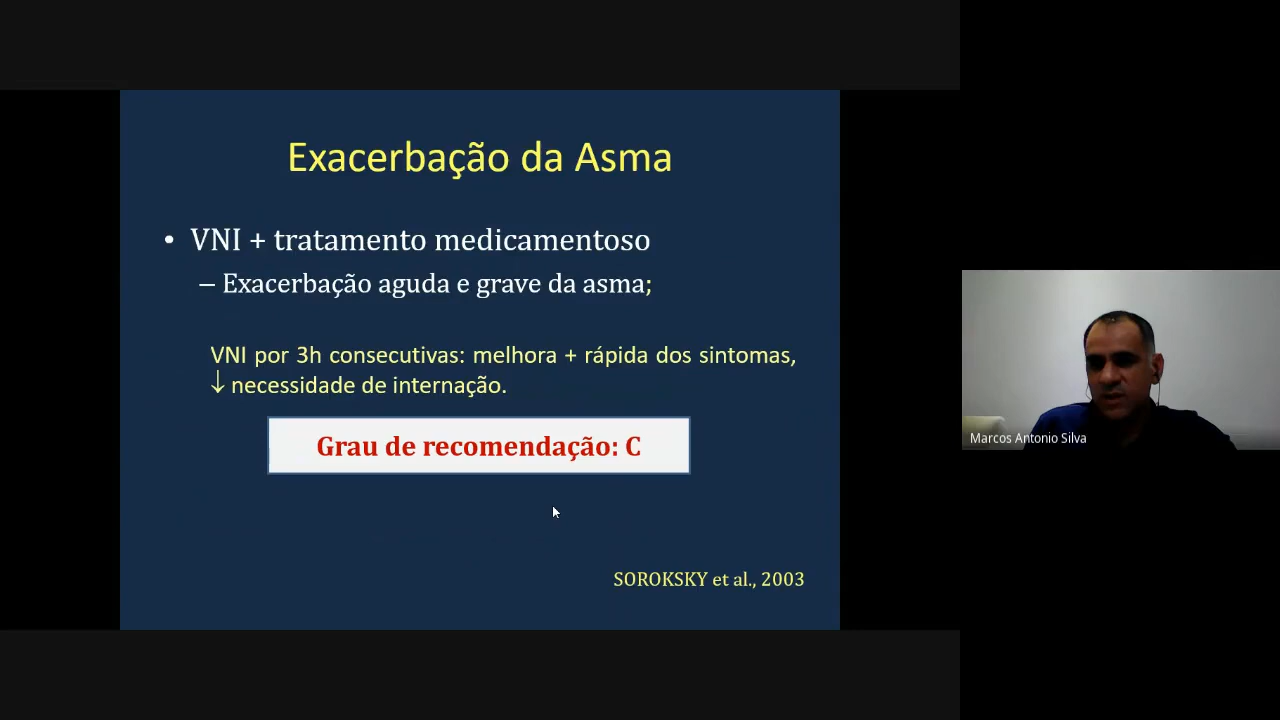 Exacerbação da Asma
• VNI + tratamento medicamentoso
– Exacerbação aguda e grave da asma;
VNI por 3h consecutivas: melhora + rápida dos sintomas,
↓ necessidade de internação.
Grau de recomendação: C
SOROKSKY et al., 2003
Marcos Antonio Silva